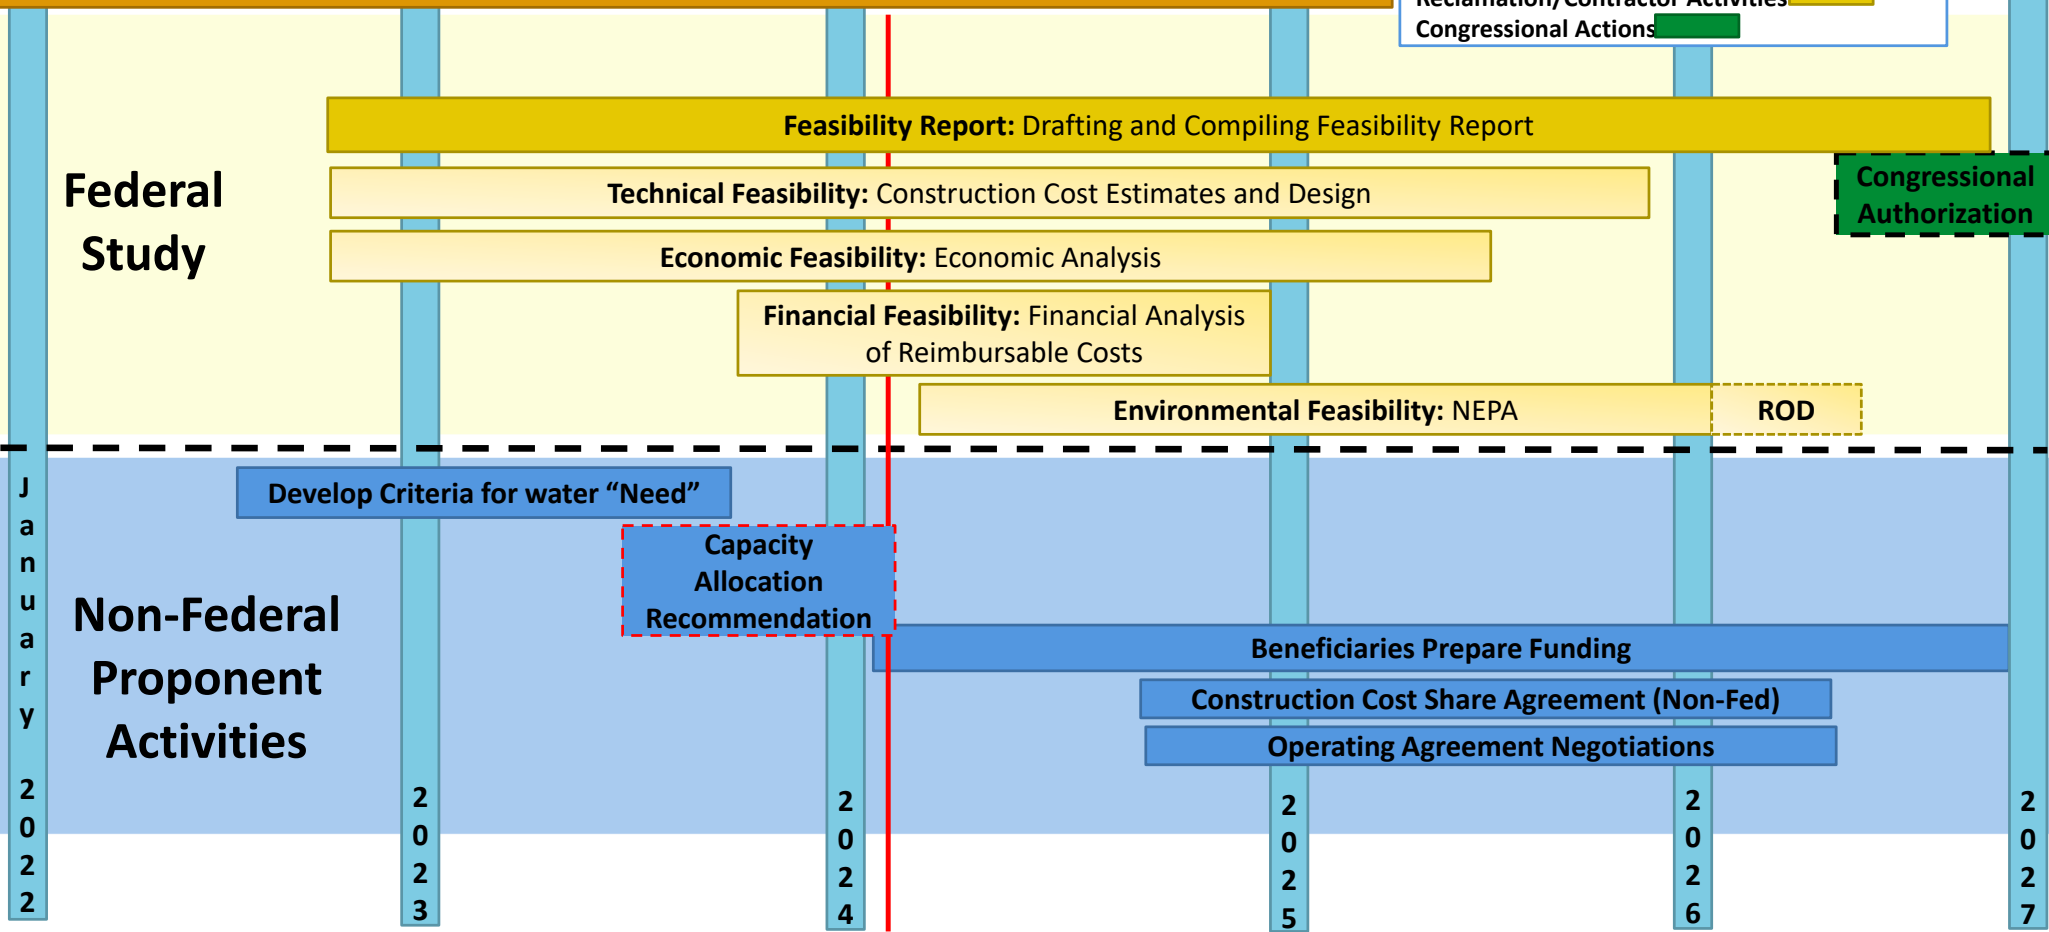 Reclamation/Contractor Activities
Congressional Actions
Feasibility Report: Drafting and Compiling Feasibility Report
Federal
Study
Technical Feasibility: Construction Cost Estimates and Design
Congressional
Authorization
Economic Feasibility: Economic Analysis
Financial Feasibility: Financial Analysis
of Reimbursable Costs
Environmental Feasibility: NEPA
ROD
Develop Criteria for water “Need”
Capacity
Allocation
Recommendation
Non-Federal
Proponent
Activities
Beneficiaries Prepare Funding
Construction Cost Share Agreement (Non-Fed)
Operating Agreement Negotiations
January 2022
2023
2024
2025
2026
2027